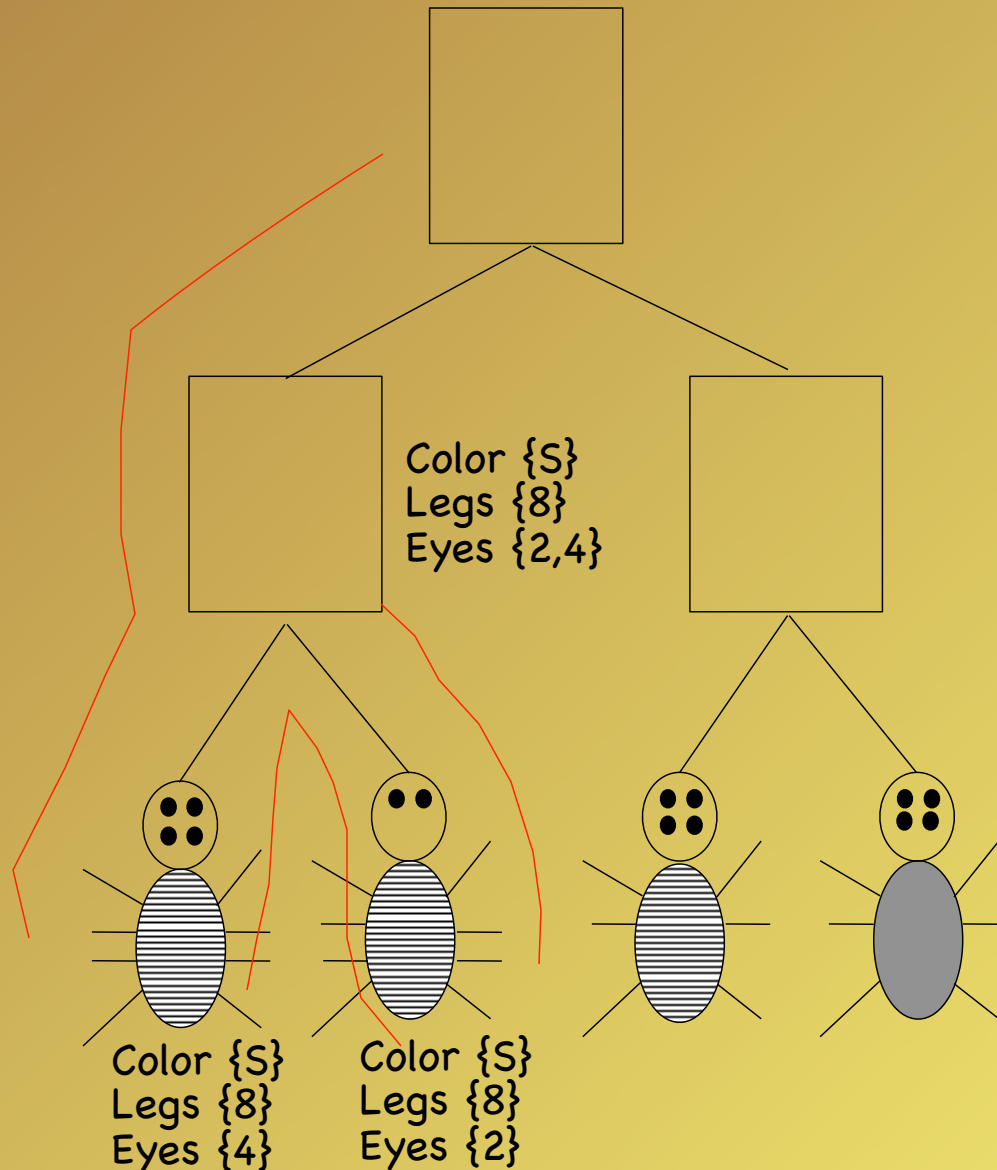 Color {S}
Legs {8}
Eyes {2,4}
Color {S}
Legs {8}
Eyes {4}
Color {S}
Legs {8}
Eyes {2}